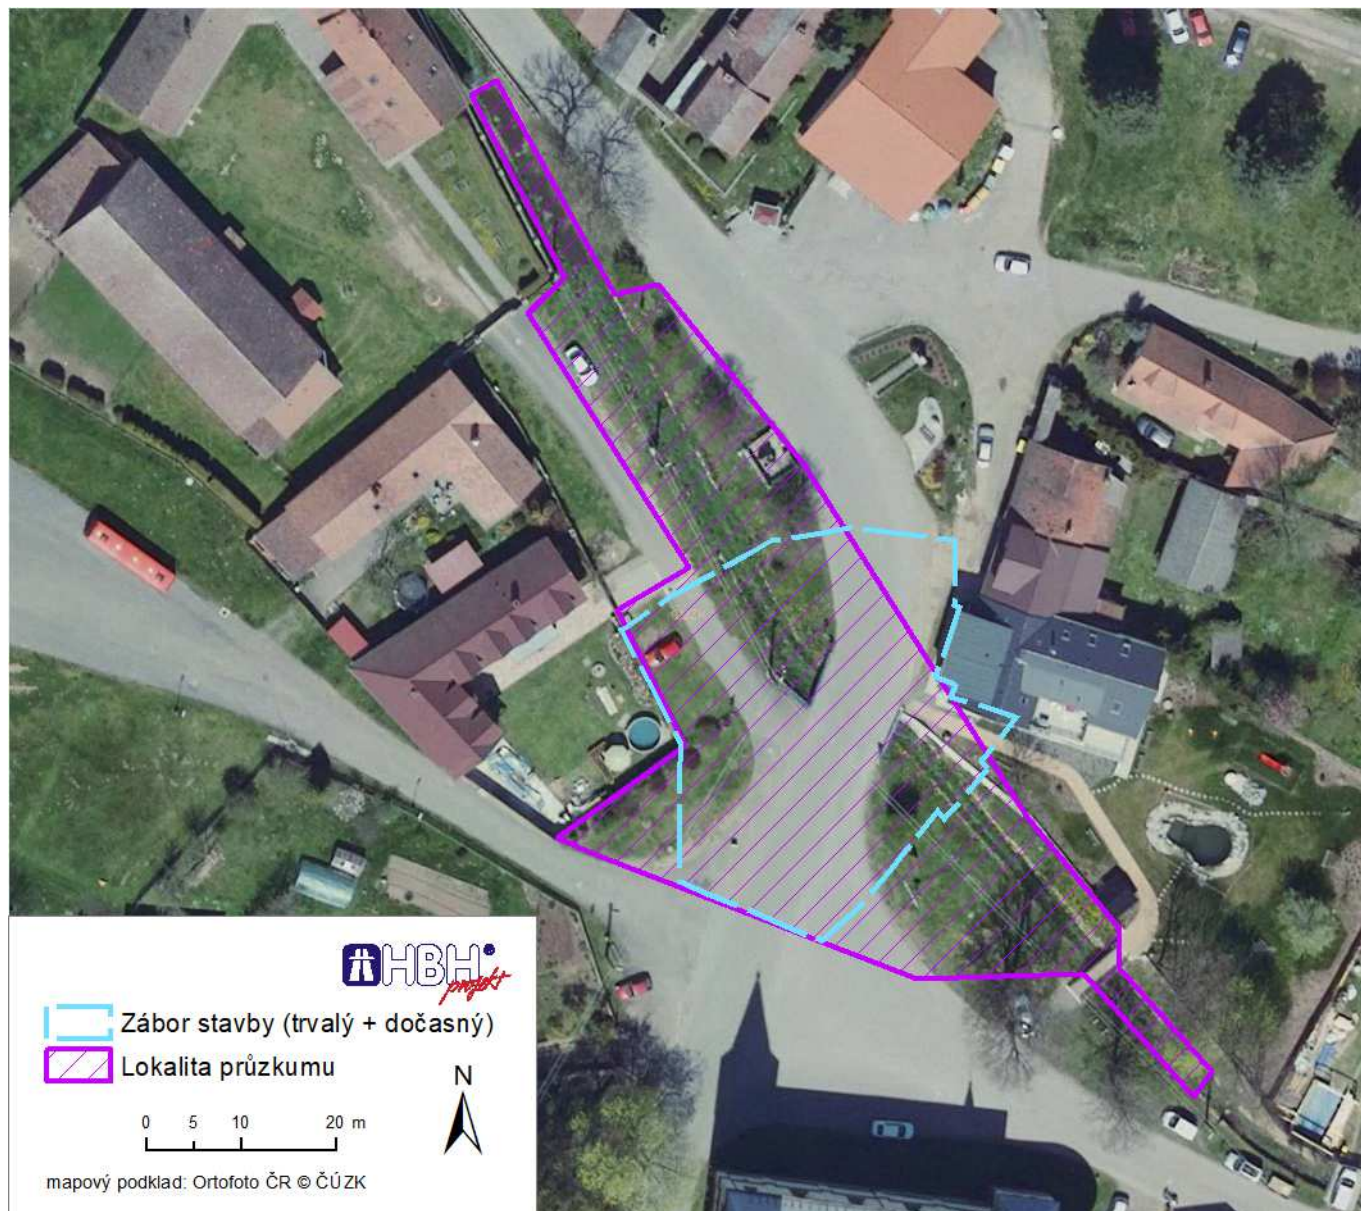 HBH
projekt
Zábor stavby (trvalý + dočasný)
Lokalita průzkumu
N
0 5 10 20 m
mapový podklad: Ortofoto ČR © ČÚZK